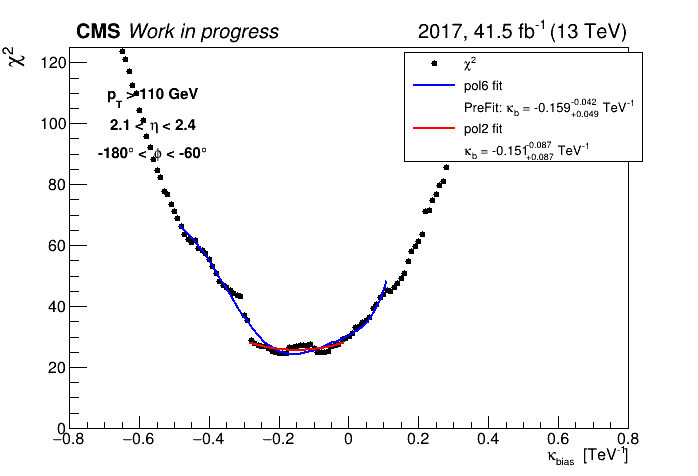 CMS Work in progress 2017, 41.5 fb⁻¹ (13 TeV)
χ²
120
100
80
60
40
20
0
p_T > 110 GeV
2.1 < η < 2.4
-180° < ϕ < -60°
χ²
pol6 fit
PreFit: κ_b = -0.159 -0.042 +0.049 TeV⁻¹
pol2 fit
κ_b = -0.151 -0.087 +0.087 TeV⁻¹
−0.8 −0.6 −0.4 −0.2 0 0.2 0.4 0.6 0.8
κ_bias [TeV⁻¹]